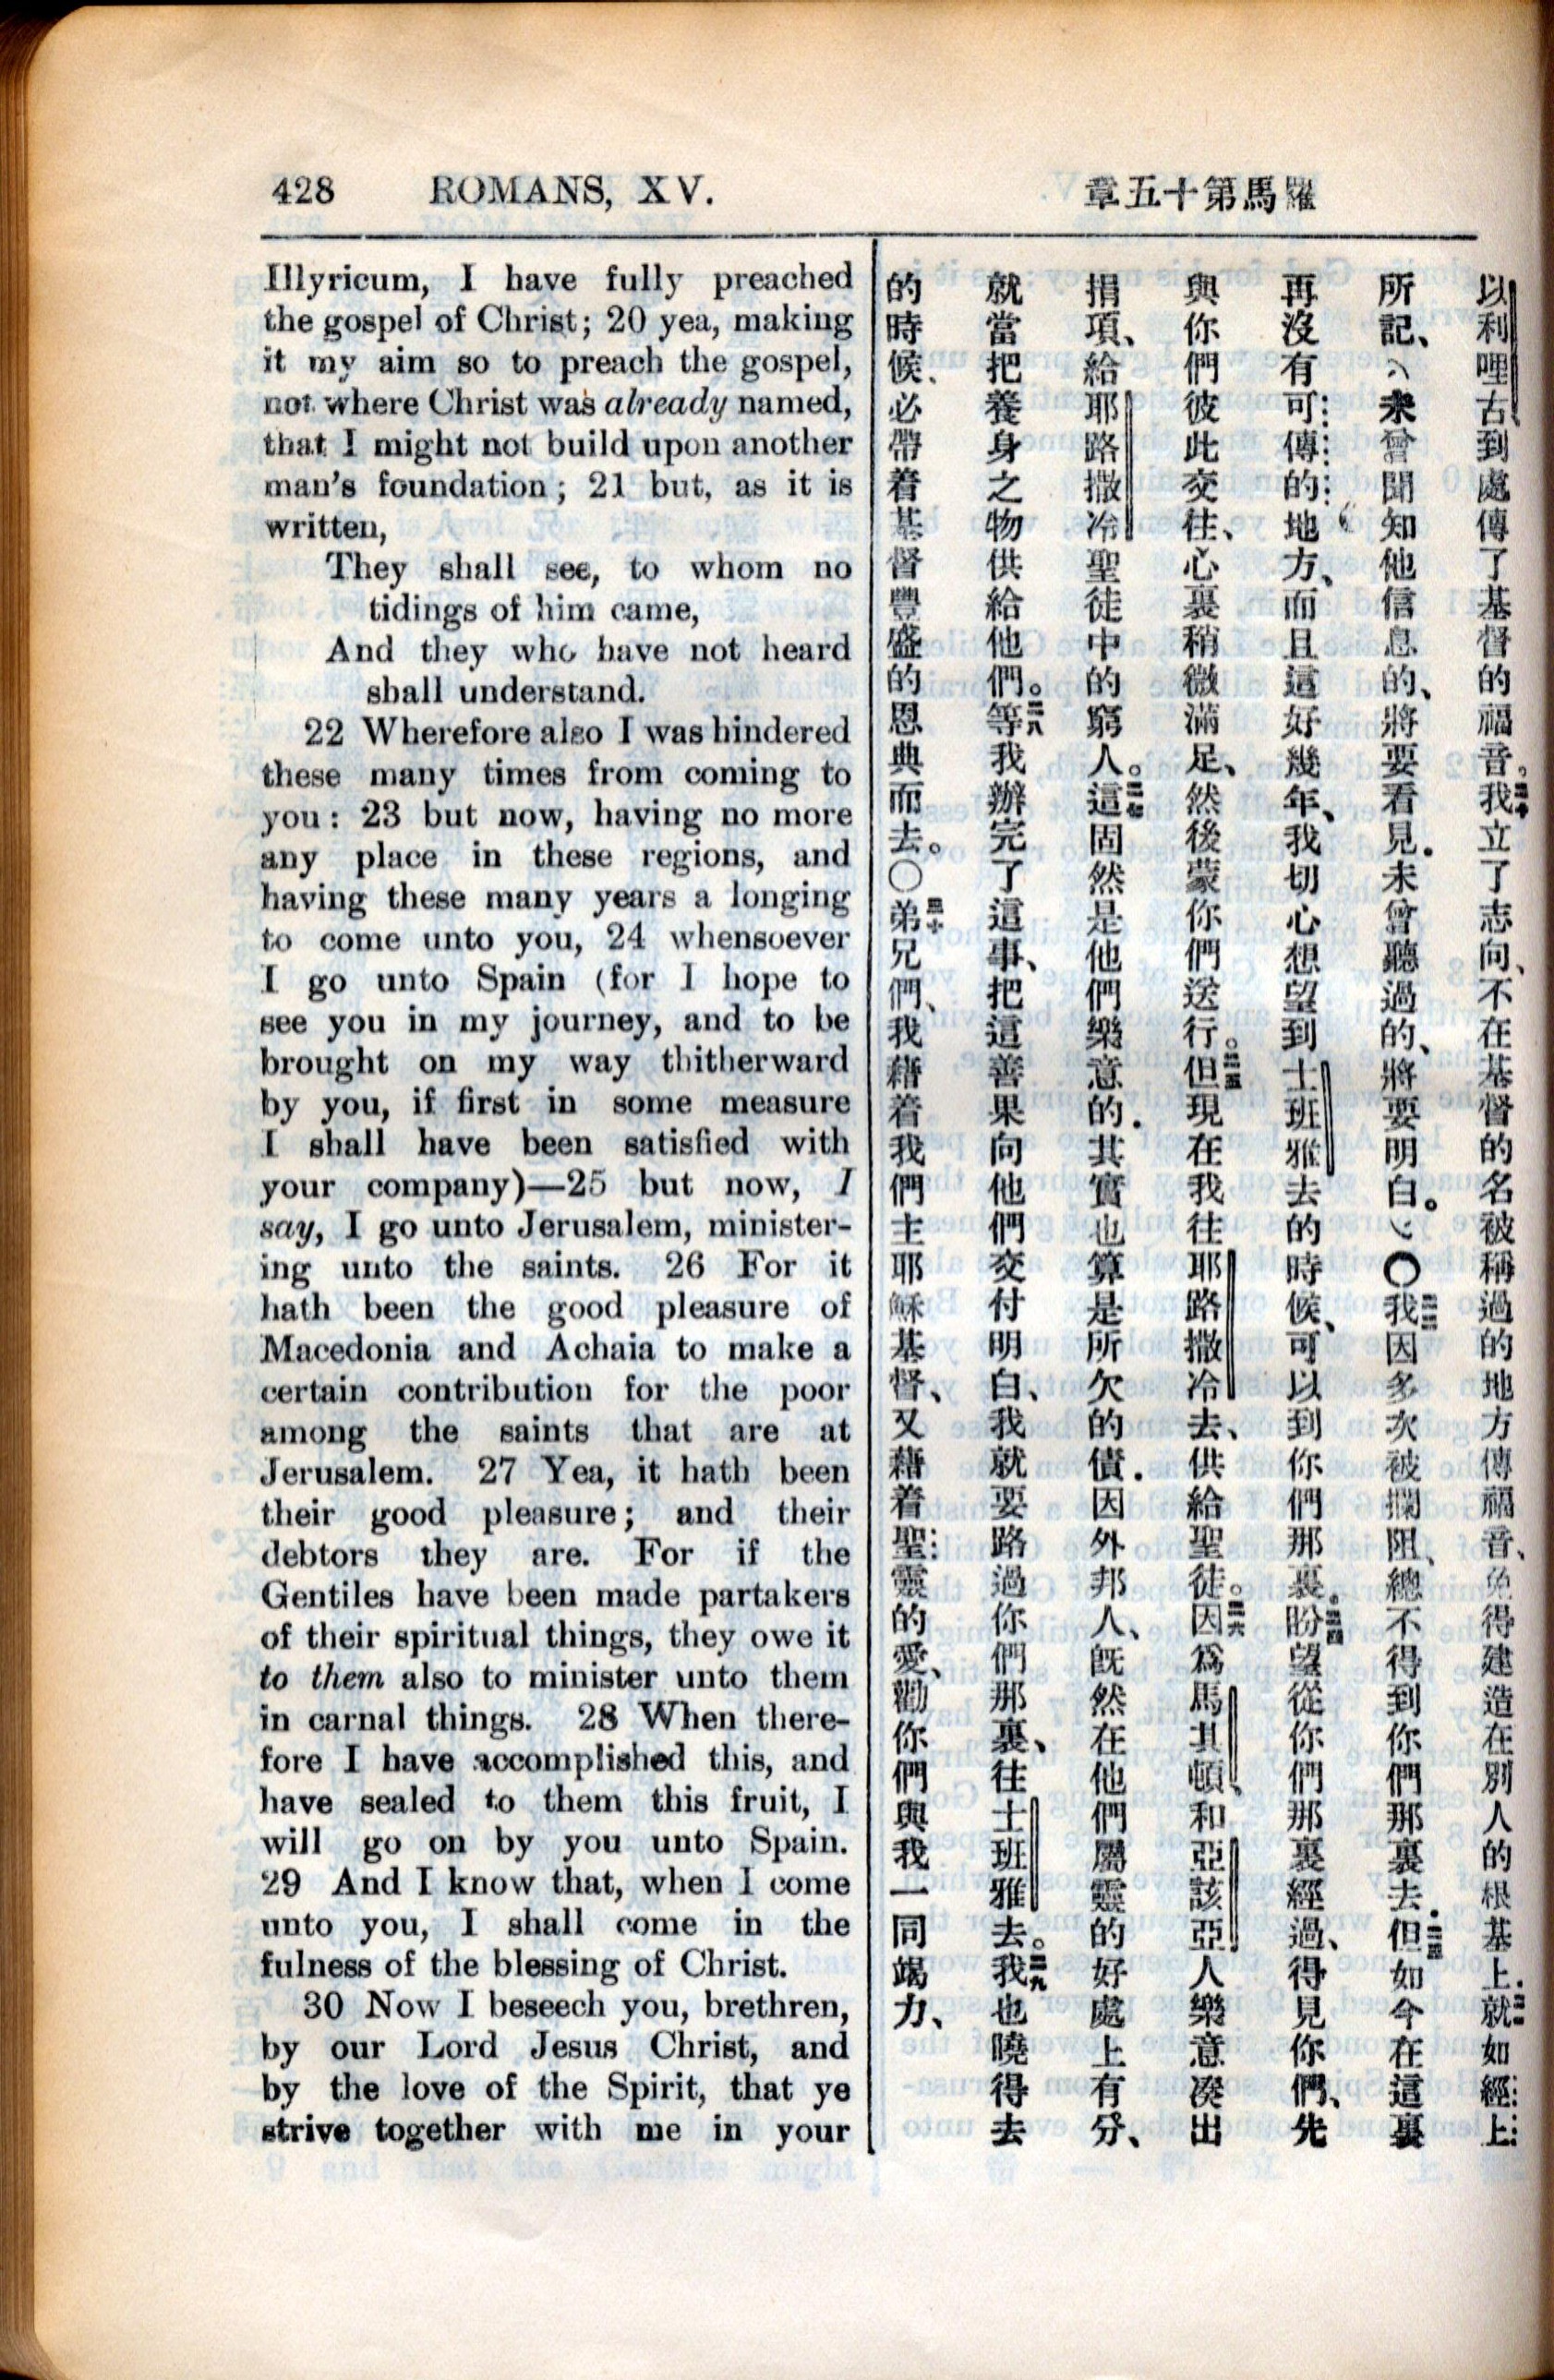 428 ROMANS, XV.
羅馬第十五章
Illyricum, I have fully preached
the gospel of Christ; 20 yea, making
it my aim so to preach the gospel,
not where Christ was already named,
that I might not build upon another
man's foundation; 21 but, as it is
written,
They shall see, to whom no
tidings of him came,
And they who have not heard
shall understand.
22 Wherefore also I was hindered
these many times from coming to
you: 23 but now, having no more
any place in these regions, and
having these many years a longing
to come unto you, 24 whensoever
I go unto Spain (for I hope to
see you in my journey, and to be
brought on my way thitherward
by you, if first in some measure
I shall have been satisfied with
your company)—25 but now, I
say, I go unto Jerusalem, minister-
ing unto the saints. 26 For it
hath been the good pleasure of
Macedonia and Achaia to make a
certain contribution for the poor
among the saints that are at
Jerusalem. 27 Yea, it hath been
their good pleasure; and their
debtors they are. For if the
Gentiles have been made partakers
of their spiritual things, they owe it
to them also to minister unto them
in carnal things. 28 When there-
fore I have accomplished this, and
have sealed to them this fruit, I
will go on by you unto Spain.
29 And I know that, when I come
unto you, I shall come in the
fulness of the blessing of Christ.
30 Now I beseech you, brethren,
by our Lord Jesus Christ, and
by the love of the Spirit, that ye
strive together with me in your
以利哩古到處傳了基督的福音。二十我立了志向、不在基督的名被稱過的地方傳福音、免得建造在別人的根基上．二一就如經上
所記、『未曾聞知他信息的、將要看見．未曾聽過的、將要明白。』〇二二我因多次被攔阻、總不得到你們那裏去．二三但如今在這裏
再沒有可傳的地方、而且這好幾年、我切心想望到士班雅去的時候、可以到你們那裏．二四盼望從你們那裏經過、得見你們、先
與你們彼此交往、心裏稍微滿足、然後蒙你們送行。二五但現在我往耶路撒冷去、供給聖徒。二六因爲馬其頓、和亞該亞人樂意湊出
捐項、給耶路撒冷聖徒中的窮人。二七這固然是他們樂意的．其實也算是所欠的債．因外邦人、旣然在他們屬靈的好處上有分、
就當把養身之物供給他們。二八等我辦完了這事、把這善果向他們交付明白、我就要路過你們那裏、往士班雅去。二九我也曉得去
的時候、必帶着基督豐盛的恩典而去。〇三十弟兄們、我藉着我們主耶穌基督、又藉着聖靈的愛、勸你們與我一同竭力、